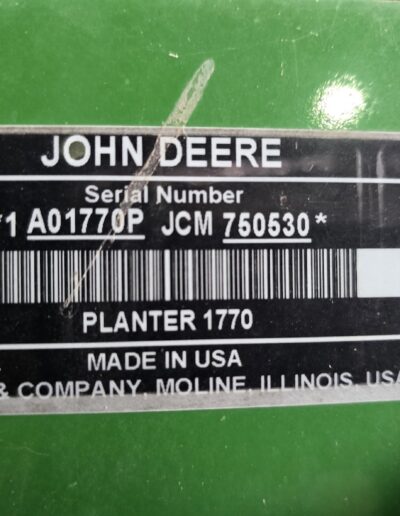 JOHN DEERE
Serial Number
*1 A01770P JCM 750530*
PLANTER 1770
MADE IN USA
& COMPANY, MOLINE, ILLINOIS, USA